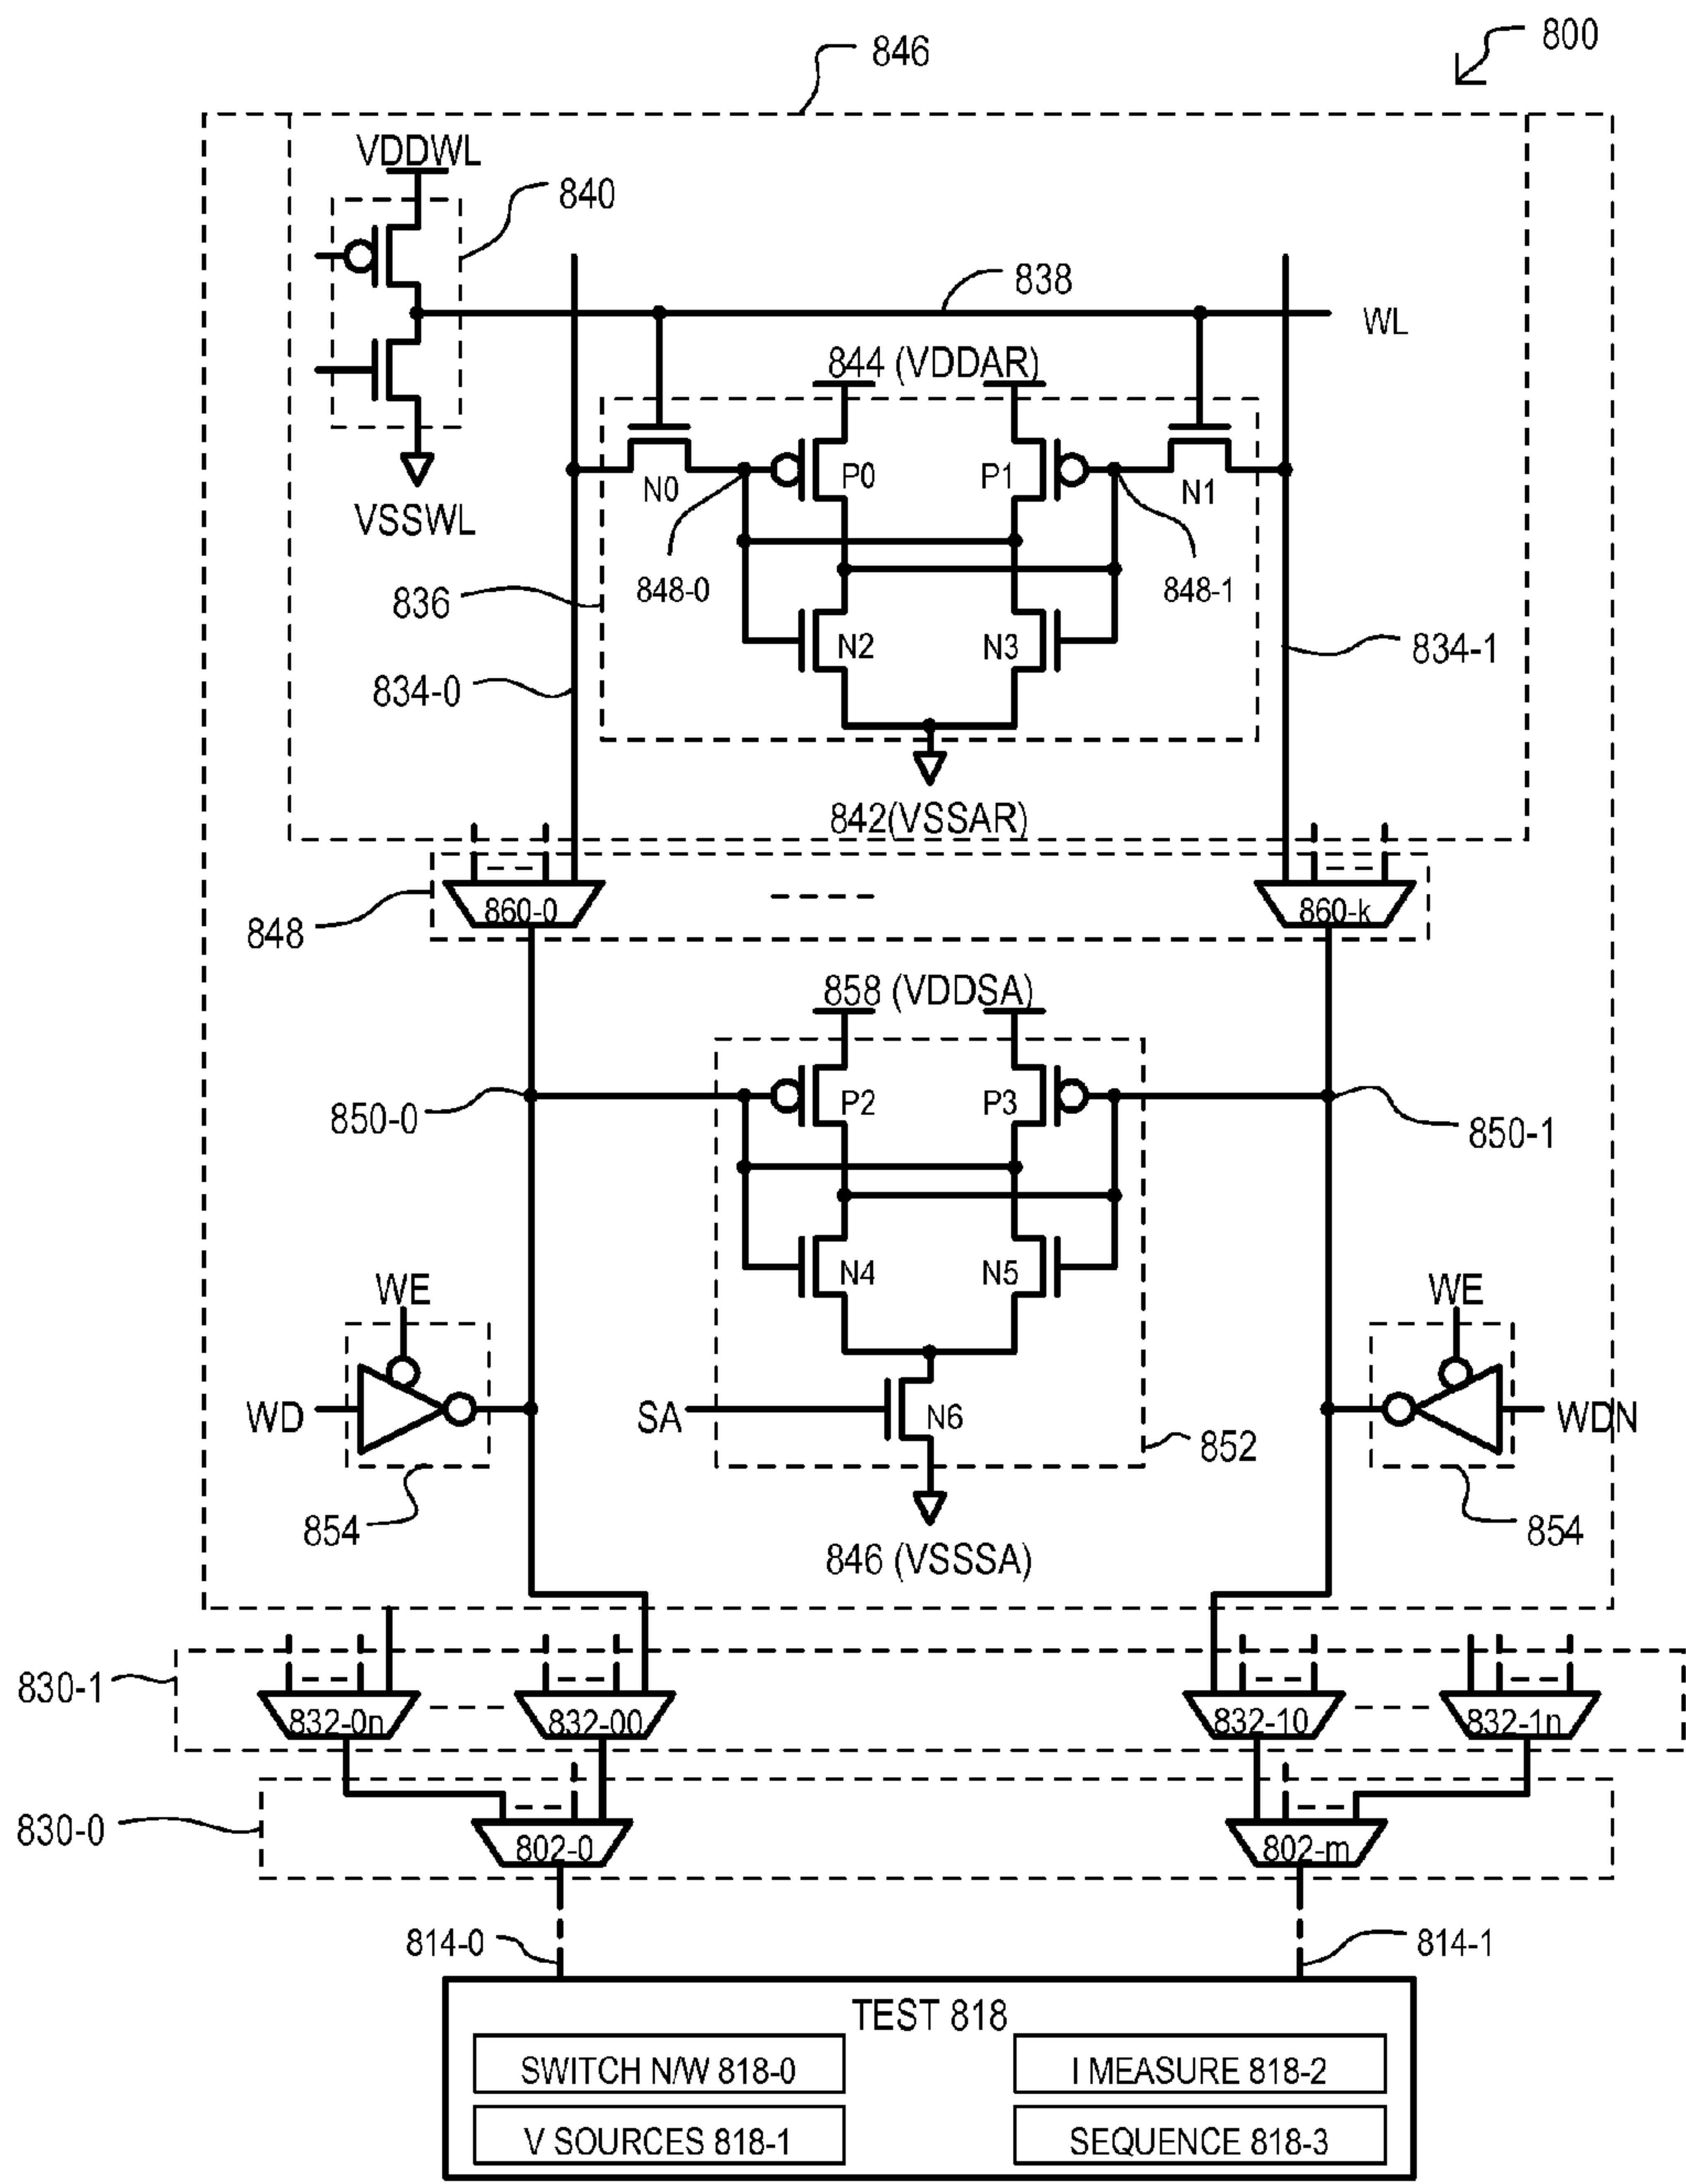 800
846
VDDWL
840
838
WL
844 (VDDAR)
N0
P0
P1
N1
VSSWL
848-0
848-1
836
N2
N3
834-1
834-0
842(VSSAR)
860-0
860-k
848
858 (VDDSA)
P2
P3
850-0
850-1
N4
N5
WE
WE
WD
SA
N6
WDN
852
854
854
846 (VSSSA)
830-1
832-0n
832-00
832-10
832-1n
830-0
802-0
802-m
814-0
814-1
TEST 818
SWITCH N/W 818-0
I MEASURE 818-2
V SOURCES 818-1
SEQUENCE 818-3